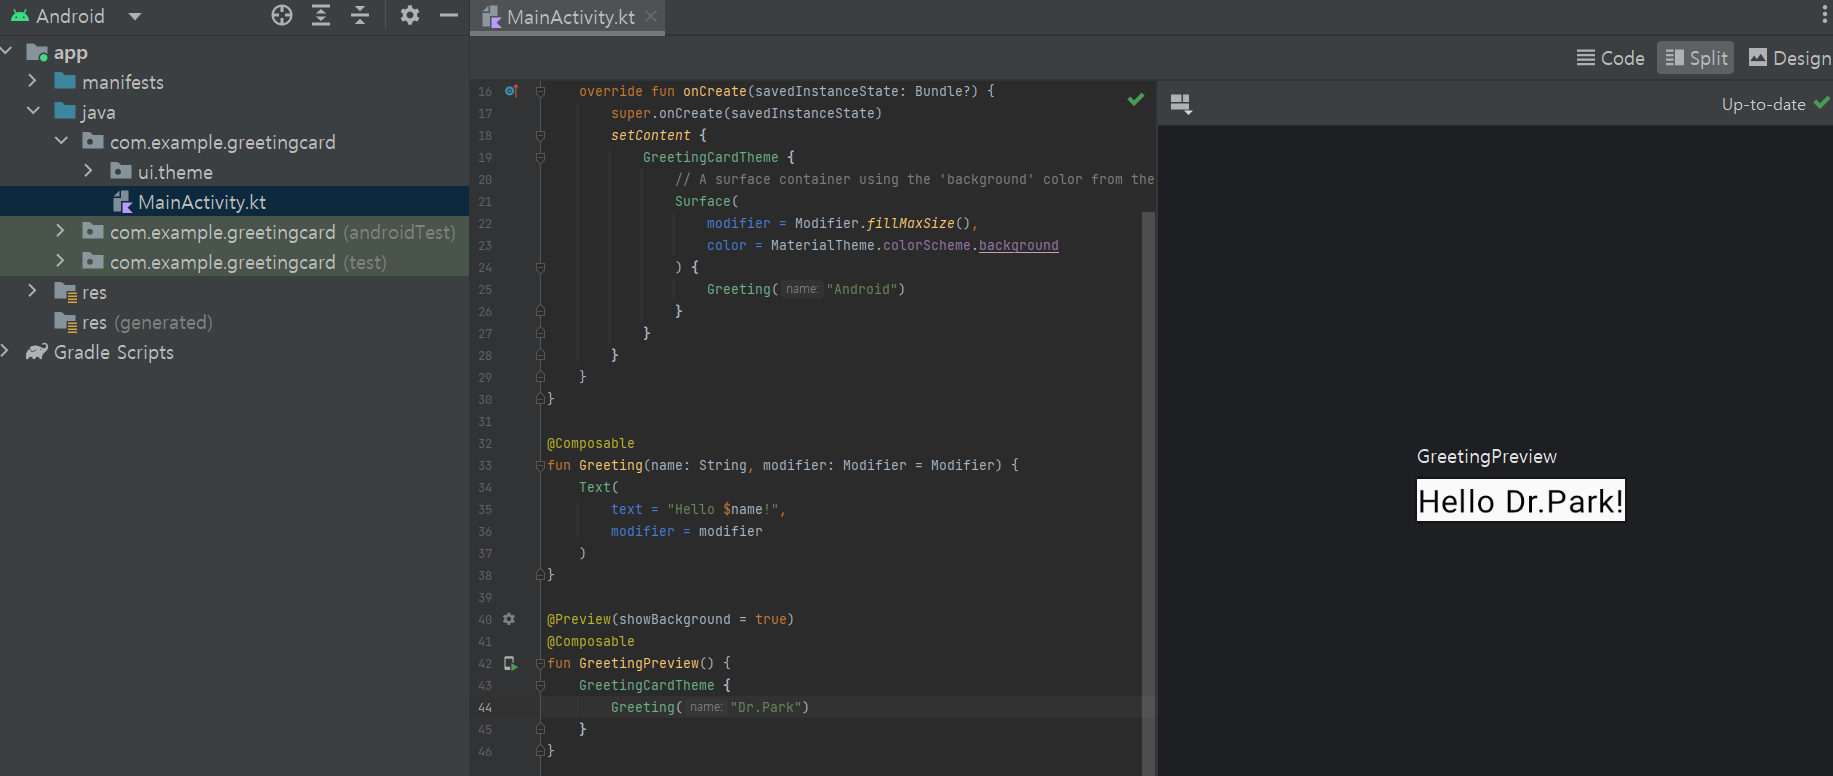 Android
MainActivity.kt
app
manifests
java
com.example.greetingcard
ui.theme
MainActivity.kt
com.example.greetingcard (androidTest)
com.example.greetingcard (test)
res
res (generated)
Gradle Scripts
Code Split Design
16 override fun onCreate(savedInstanceState: Bundle?) {
17 super.onCreate(savedInstanceState)
18 setContent {
19 GreetingCardTheme {
20 // A surface container using the 'background' color from the
21 Surface(
22 modifier = Modifier.fillMaxSize(),
23 color = MaterialTheme.colorScheme.background
24 ) {
25 Greeting( name: "Android")
26 }
27 }
28 }
29 }
30 }
31
32 @Composable
33 fun Greeting(name: String, modifier: Modifier = Modifier) {
34 Text(
35 text = "Hello $name!",
36 modifier = modifier
37 )
38 }
39
40 @Preview(showBackground = true)
41 @Composable
42 fun GreetingPreview() {
43 GreetingCardTheme {
44 Greeting( name: "Dr.Park")
45 }
46 }
Up-to-date
GreetingPreview
Hello Dr.Park!